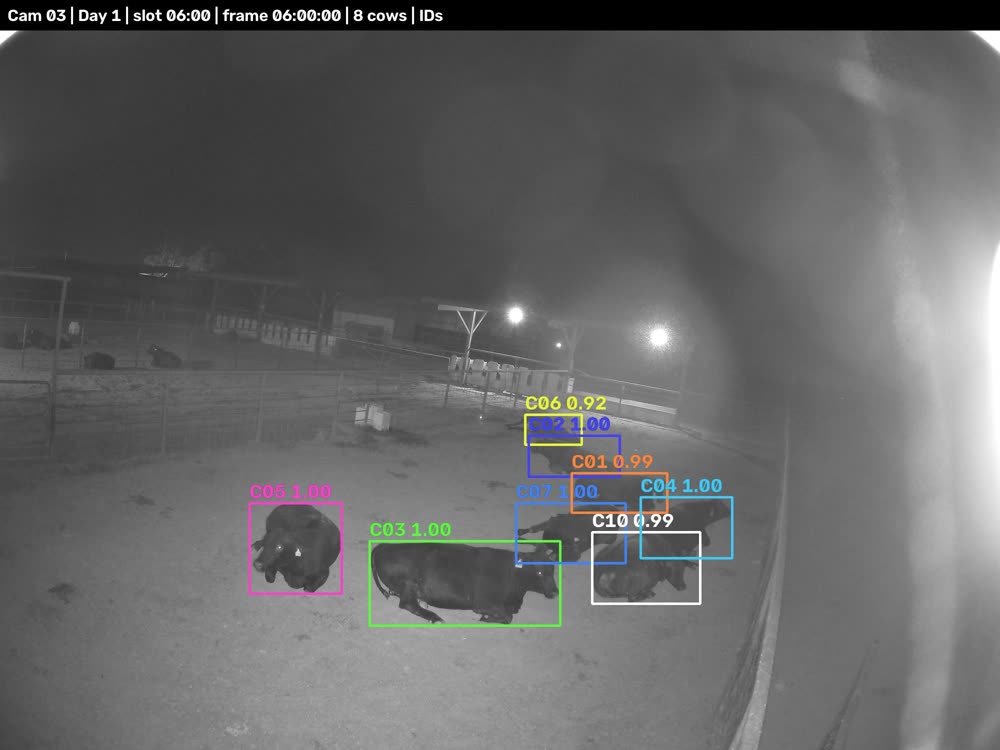 Cam 03 | Day 1 | slot 06:00 | frame 06:00:00 | 8 cows | IDs
C06 0.92
C02 1.00
C01 0.99
C04 1.00
C05 1.00
C07 1.00
C10 0.99
C03 1.00